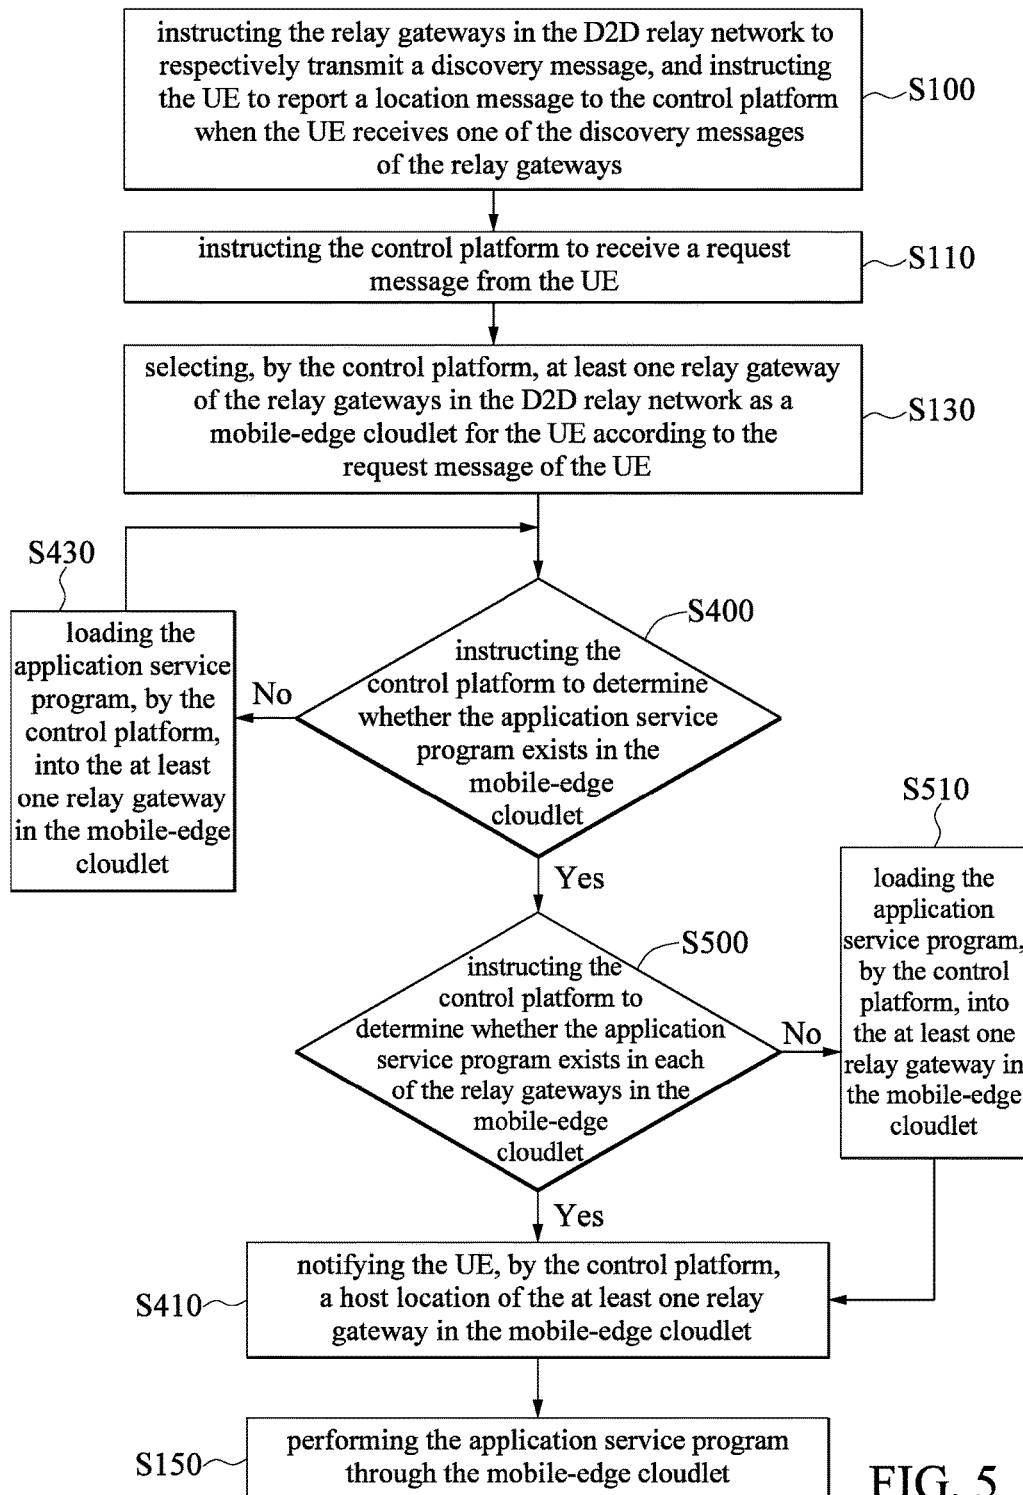 instructing the relay gateways in the D2D relay network to
respectively transmit a discovery message, and instructing
the UE to report a location message to the control platform
when the UE receives one of the discovery messages
of the relay gateways
S100
instructing the control platform to receive a request
message from the UE
S110
selecting, by the control platform, at least one relay gateway
of the relay gateways in the D2D relay network as a
mobile-edge cloudlet for the UE according to the
request message of the UE
S130
S430
loading the
application service
program, by the
control platform,
into the at least
one relay gateway
in the mobile-edge
cloudlet
No
S400
instructing the
control platform to determine
whether the application service
program exists in the
mobile-edge
cloudlet
Yes
S500
instructing the
control platform to
determine whether the application
service program exists in each
of the relay gateways in the
mobile-edge
cloudlet
No
S510
loading the
application
service program,
by the control
platform, into
the at least one
relay gateway in
the mobile-edge
cloudlet
Yes
notifying the UE, by the control platform,
a host location of the at least one relay
gateway in the mobile-edge cloudlet
S410
performing the application service program
through the mobile-edge cloudlet
S150
FIG. 5